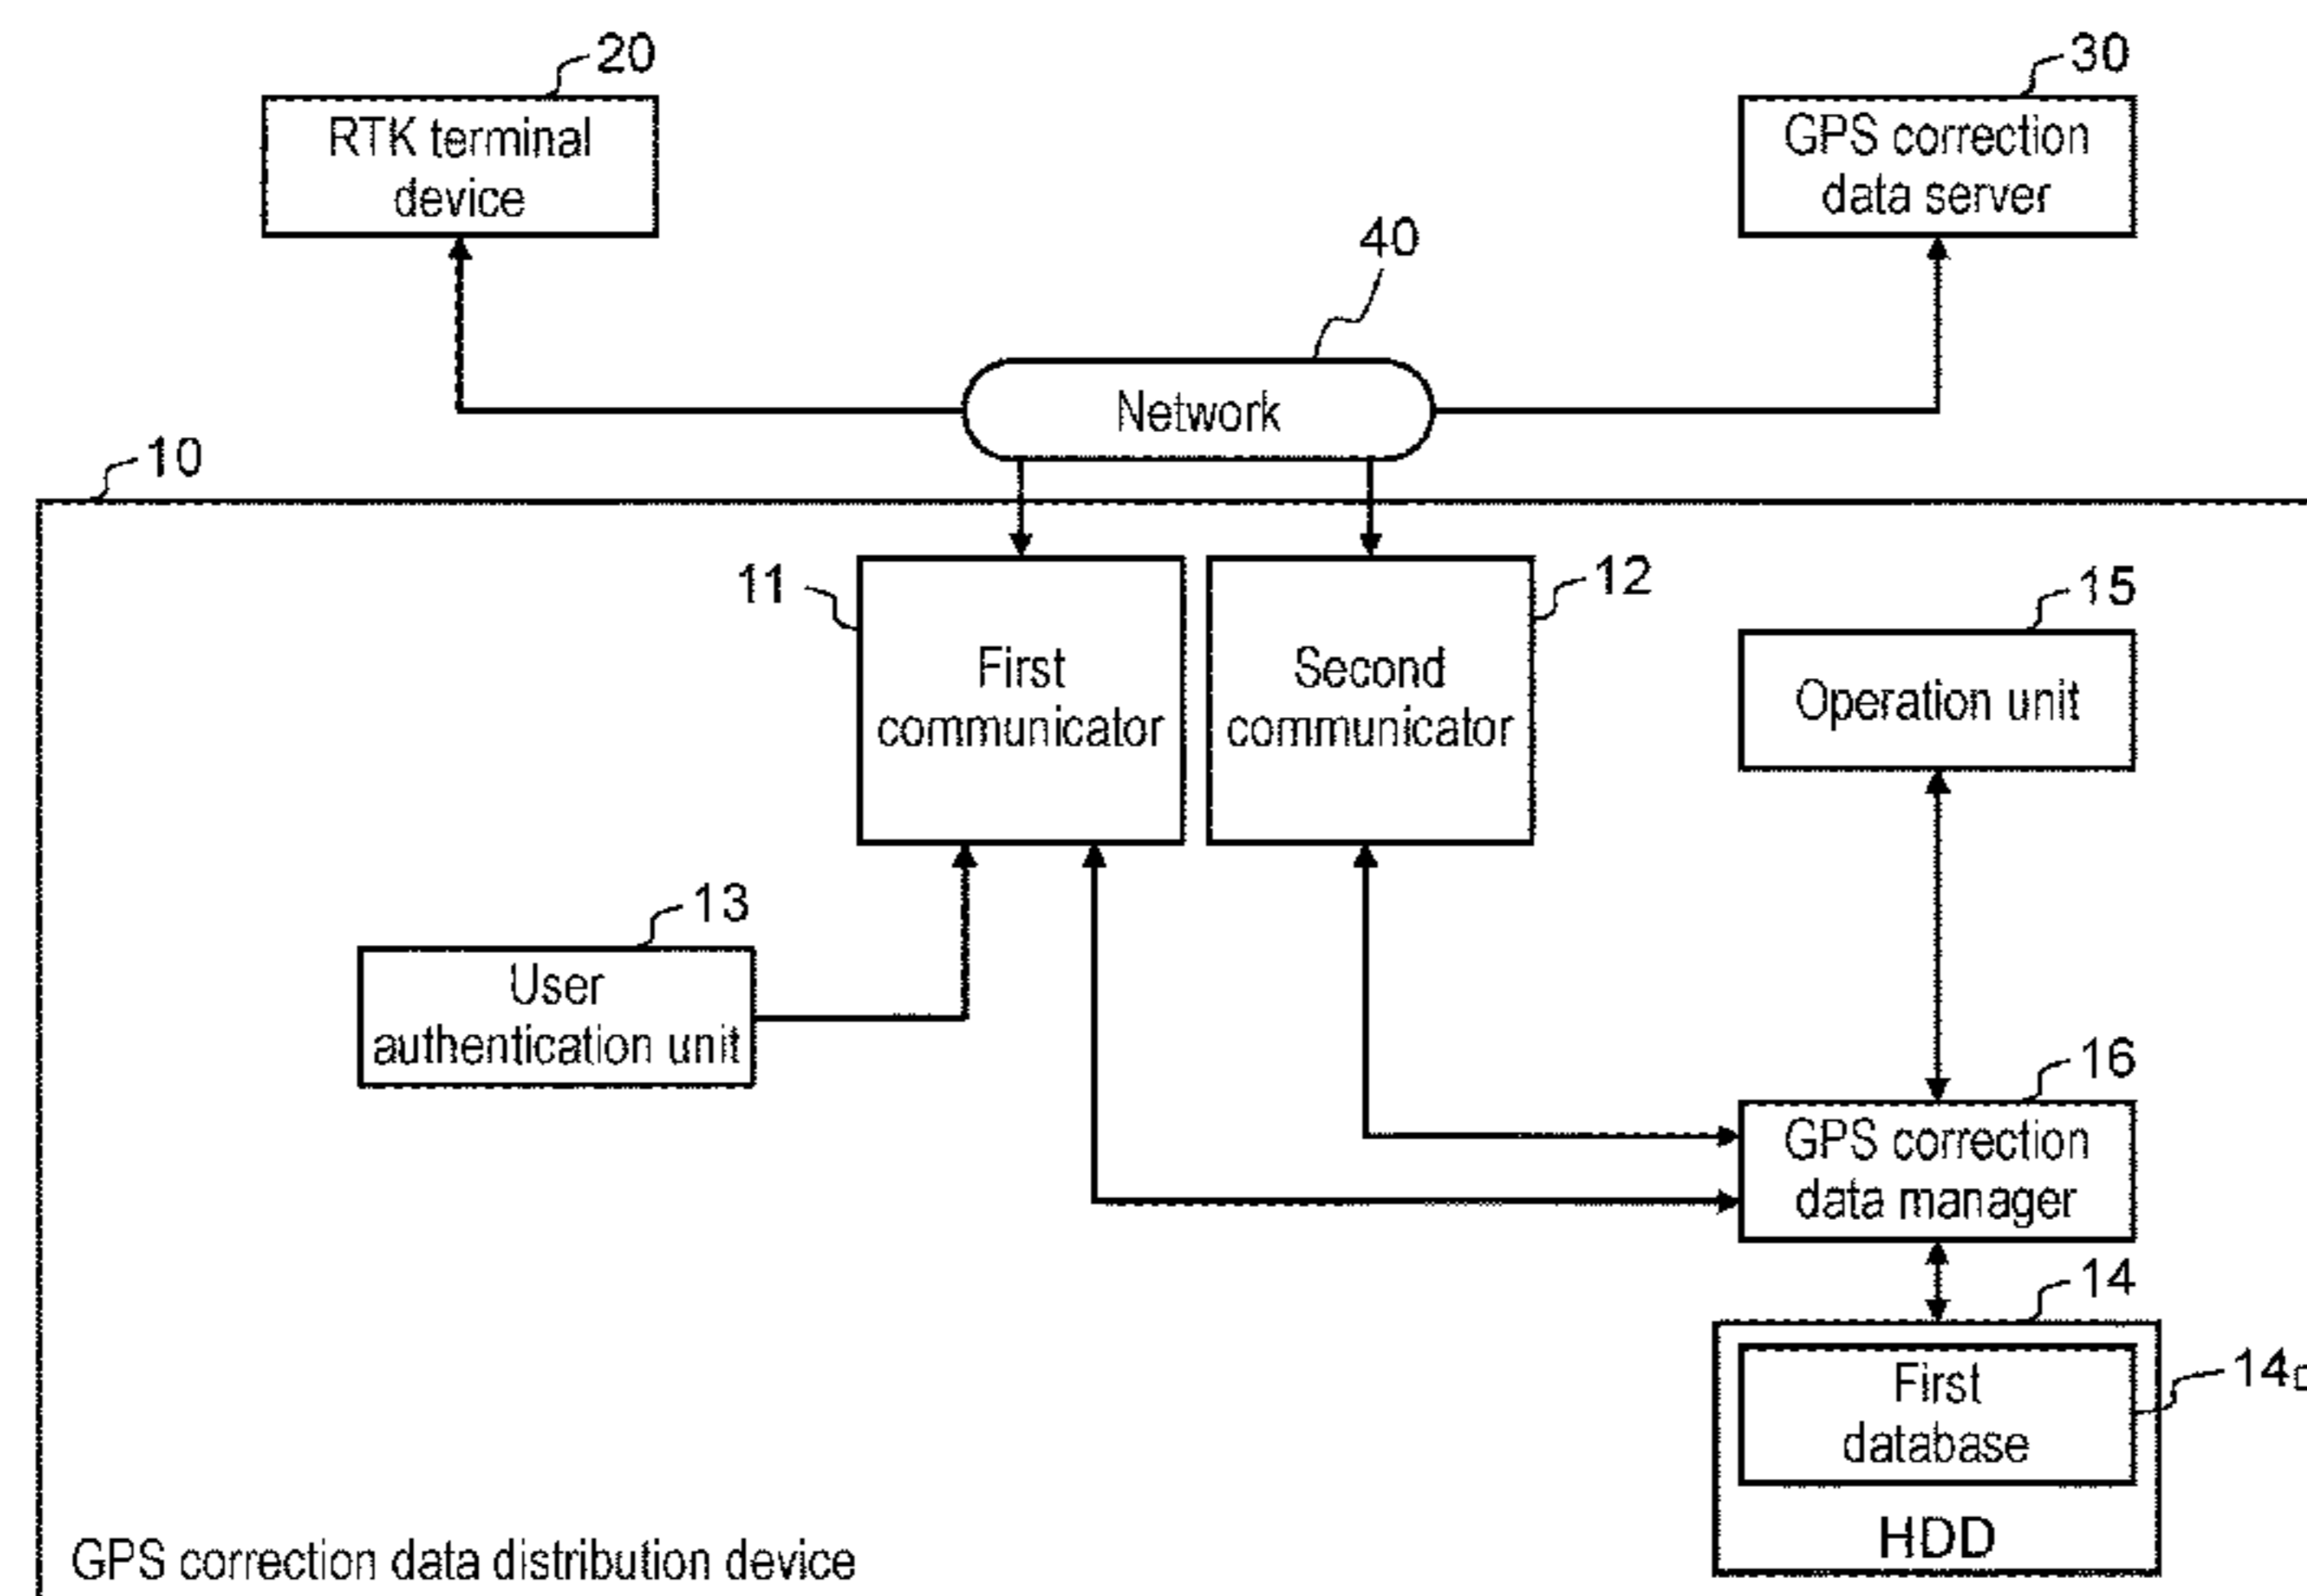 20
30
RTK terminal
device
GPS correction
data server
40
Network
10
11
12
15
First
communicator
Second
communicator
Operation unit
13
User
authentication unit
16
GPS correction
data manager
14
First
database
14a
HDD
GPS correction data distribution device